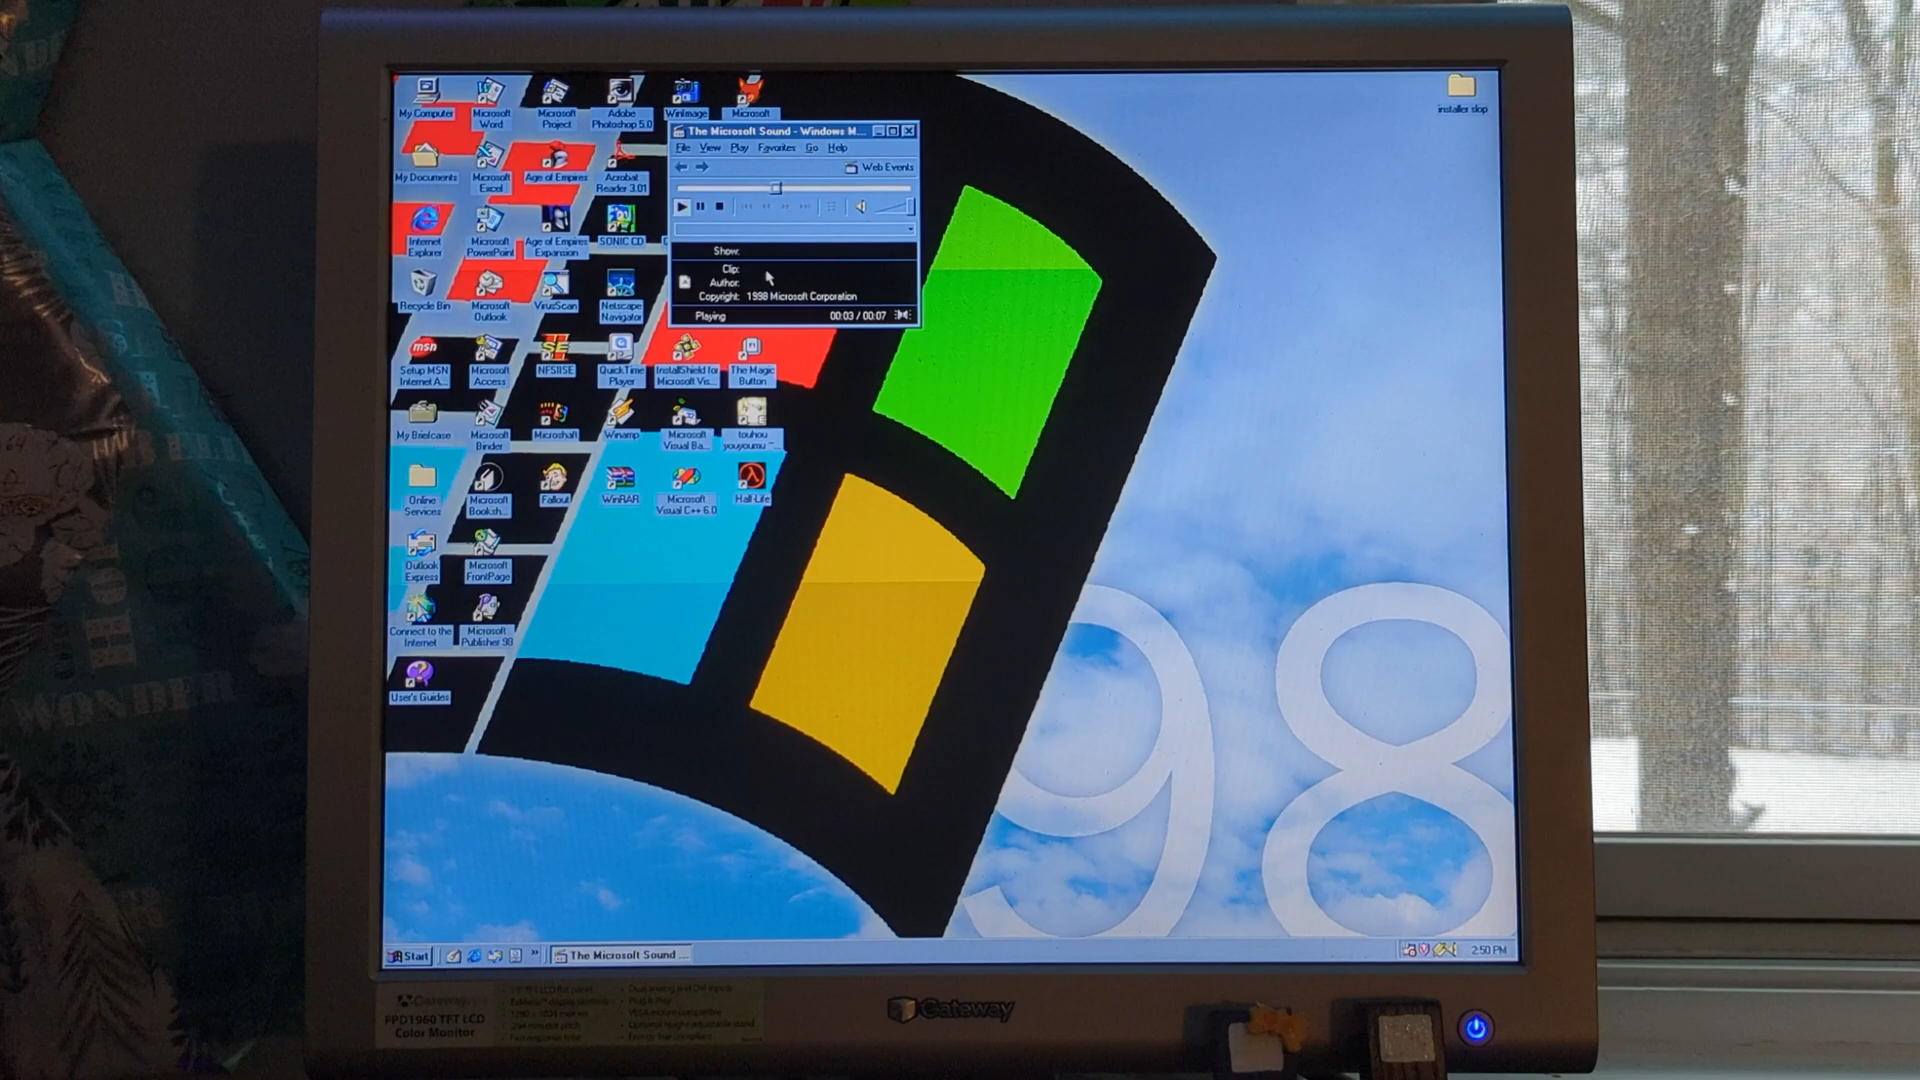 My Computer
Microsoft
Word
Microsoft
Project
Adobe
Photoshop 5.0
WinImage
Microsoft
installer slop
The Microsoft Sound - Windows M...
File View Play Favorites Go Help
Web Events
My Documents
Microsoft
Excel
Age of Empires
Acrobat
Reader 3.01
Internet
Explorer
Microsoft
PowerPoint
Age of Empires
Expansion
SONIC CD
Show:
Clip:
Author:
Copyright: 1998 Microsoft Corporation
Playing 00:03 / 00:07
Recycle Bin
Microsoft
Outlook
VirusScan
Netscape
Navigator
msn
Setup MSN
Internet A...
Microsoft
Access
SE
NFSIISE
QuickTime
Player
InstallShield for
Microsoft Vis...
The Magic
Button
My Briefcase
Microsoft
Binder
Microshaft
Winamp
Microsoft
Visual Ba...
touhou
Online
Services
Microsoft
Booksh...
Fallout
WinRAR
Microsoft
Visual C++ 6.0
Half-Life
Outlook
Express
Microsoft
FrontPage
Connect to the
Internet
Microsoft
Publisher 98
User's Guides
98
Start
The Microsoft Sound ...
2:50 PM
Gateway
FPD1960 TFT LCD
Color Monitor
Gateway
WONDER